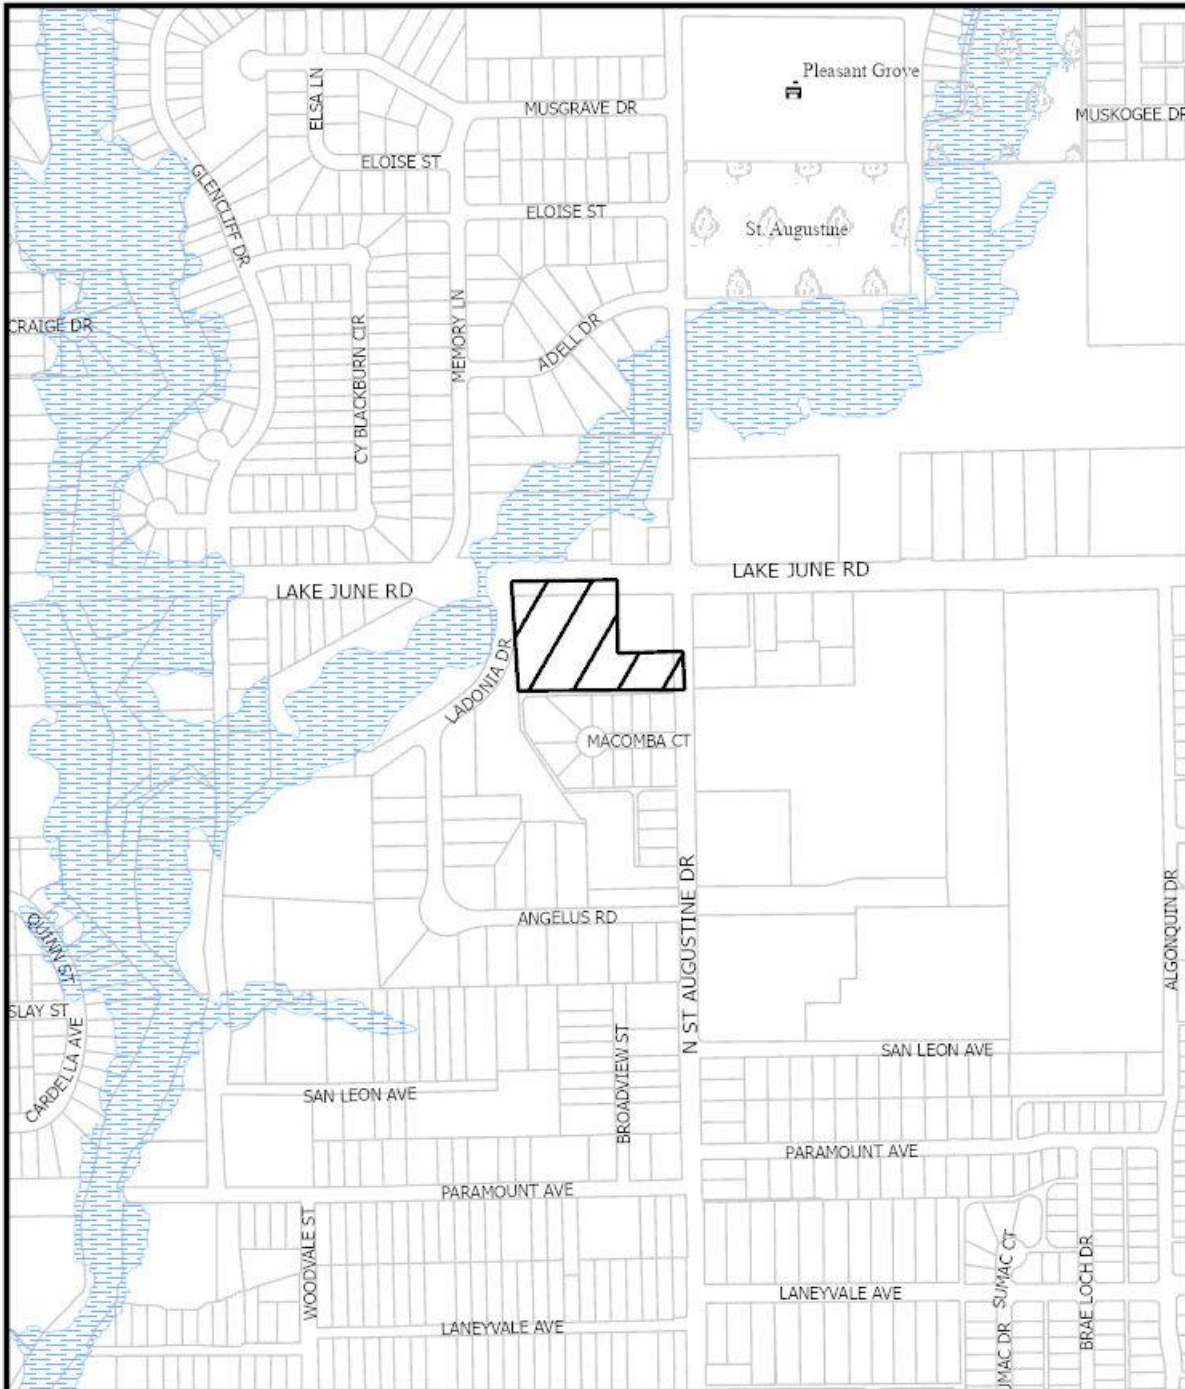 Pleasant Grove
ELSA LN
MUSGRAVE DR
MUSKOGEE DR
ELOISE ST
GLENCLIFF DR
ELOISE ST
St. Augustine
CRAIGE DR
CY BLACKBURN CIR
MEMORY LN
ADELL DR
LAKE JUNE RD
LAKE JUNE RD
LADONIA DR
MACOMBA CT
N ST AUGUSTINE DR
ALGONQUIN DR
ANGELUS RD
QUINN ST
SLAY ST
CARDELLA AVE
SAN LEON AVE
SAN LEON AVE
BROADVIEW ST
PARAMOUNT AVE
PARAMOUNT AVE
WOODVALE ST
SUMAC CT
BRAE LOCH DR
LANEYVALE AVE
LANEYVALE AVE
UMAC DR